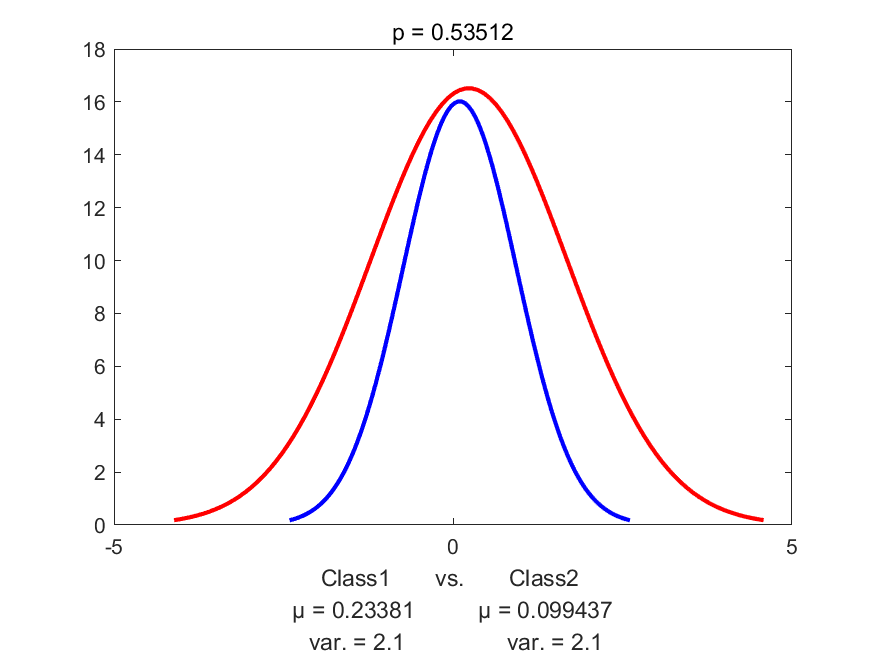 p = 0.53512
18
16
14
12
10
8
6
4
2
0
-5 0 5
Class1 vs. Class2
μ = 0.23381 μ = 0.099437
var. = 2.1 var. = 2.1